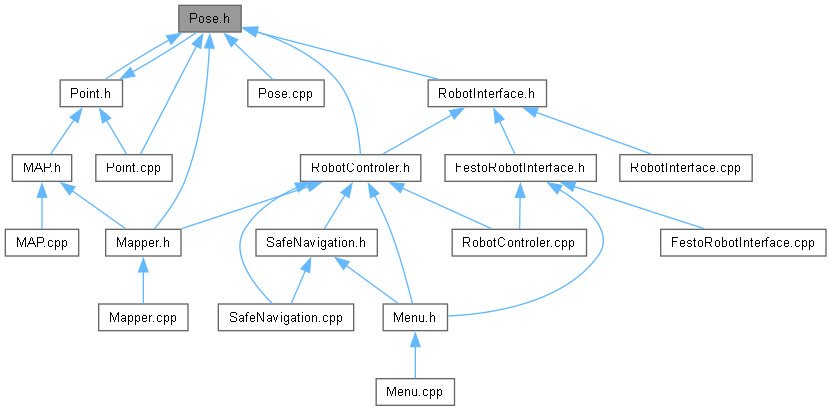 Pose.h
Point.h
Pose.cpp
RobotInterface.h
MAP.h
Point.cpp
RobotControler.h
FestoRobotInterface.h
RobotInterface.cpp
MAP.cpp
Mapper.h
SafeNavigation.h
RobotControler.cpp
FestoRobotInterface.cpp
Mapper.cpp
SafeNavigation.cpp
Menu.h
Menu.cpp